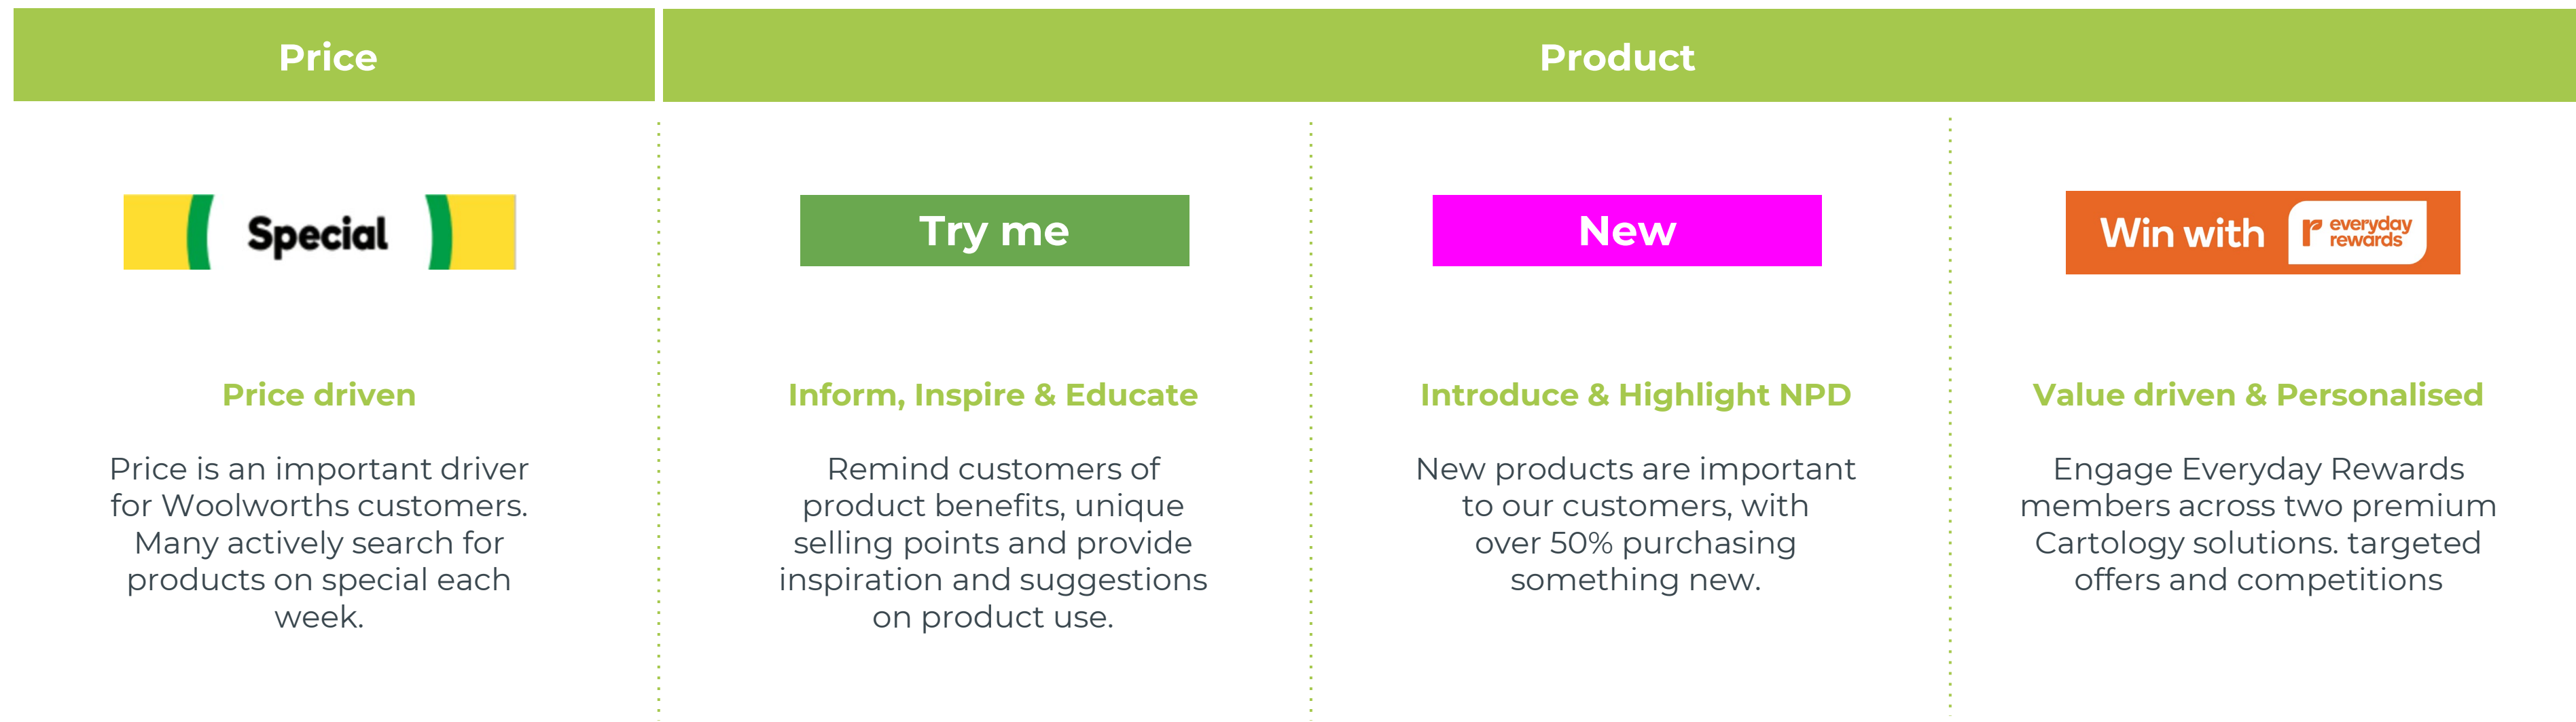 Price
Product
Special
Try me
New
Win with
everyday
rewards
Price driven
Inform, Inspire & Educate
Introduce & Highlight NPD
Value driven & Personalised
Price is an important driver
for Woolworths customers.
Many actively search for
products on special each
week.
Remind customers of
product benefits, unique
selling points and provide
inspiration and suggestions
on product use.
New products are important
to our customers, with
over 50% purchasing
something new.
Engage Everyday Rewards
members across two premium
Cartology solutions. targeted
offers and competitions